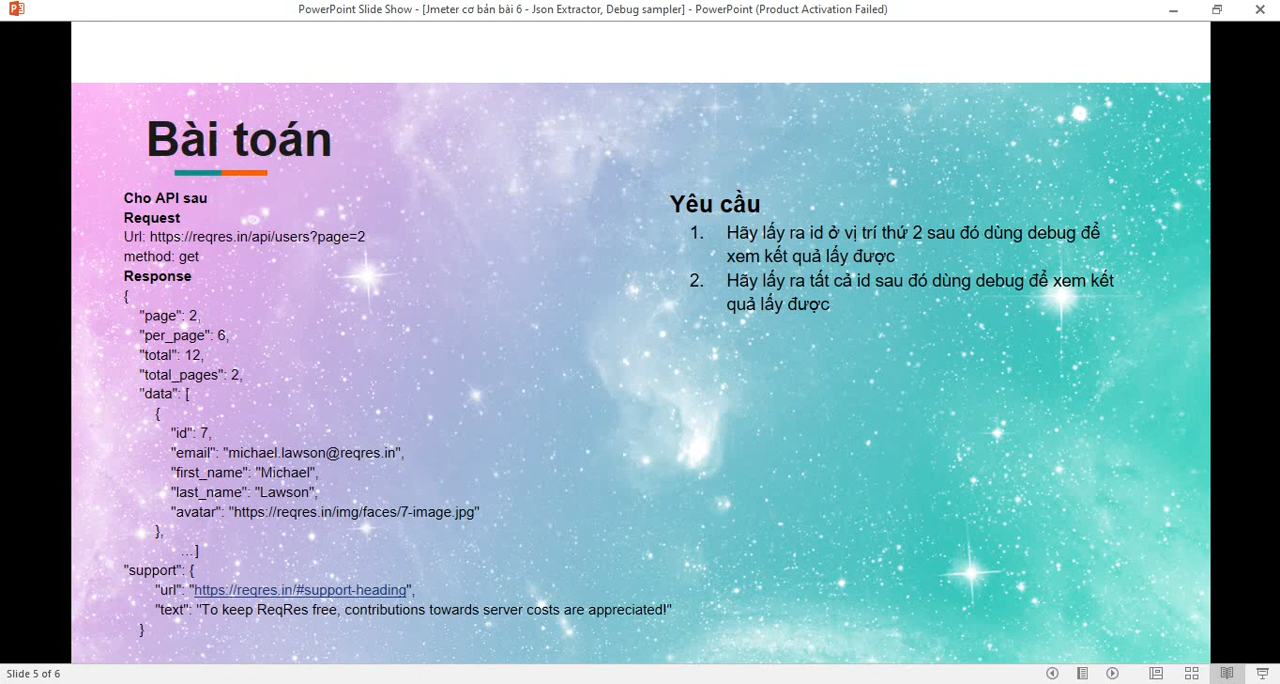 PowerPoint Slide Show - [Jmeter cơ bản bài 6 - Json Extractor, Debug sampler] - PowerPoint (Product Activation Failed)
Bài toán
Cho API sau
Request
Url: https://reqres.in/api/users?page=2
method: get
Response
{
"page": 2,
"per_page": 6,
"total": 12,
"total_pages": 2,
"data": [
{
"id": 7,
"email": "michael.lawson@reqres.in",
"first_name": "Michael",
"last_name": "Lawson",
"avatar": "https://reqres.in/img/faces/7-image.jpg"
},
...]
"support": {
"url": "https://reqres.in/#support-heading",
"text": "To keep ReqRes free, contributions towards server costs are appreciated!"
}
Yêu cầu
1. Hãy lấy ra id ở vị trí thứ 2 sau đó dùng debug để
xem kết quả lấy được
2. Hãy lấy ra tất cả id sau đó dùng debug để xem kết
quả lấy được
Slide 5 of 6